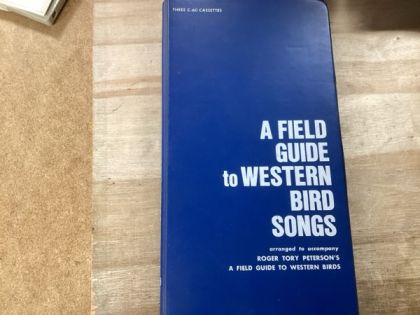 THREE C-60 CASSETTES
A FIELD
GUIDE
to WESTERN
BIRD
SONGS
arranged to accompany
ROGER TORY PETERSON'S
A FIELD GUIDE TO WESTERN BIRDS